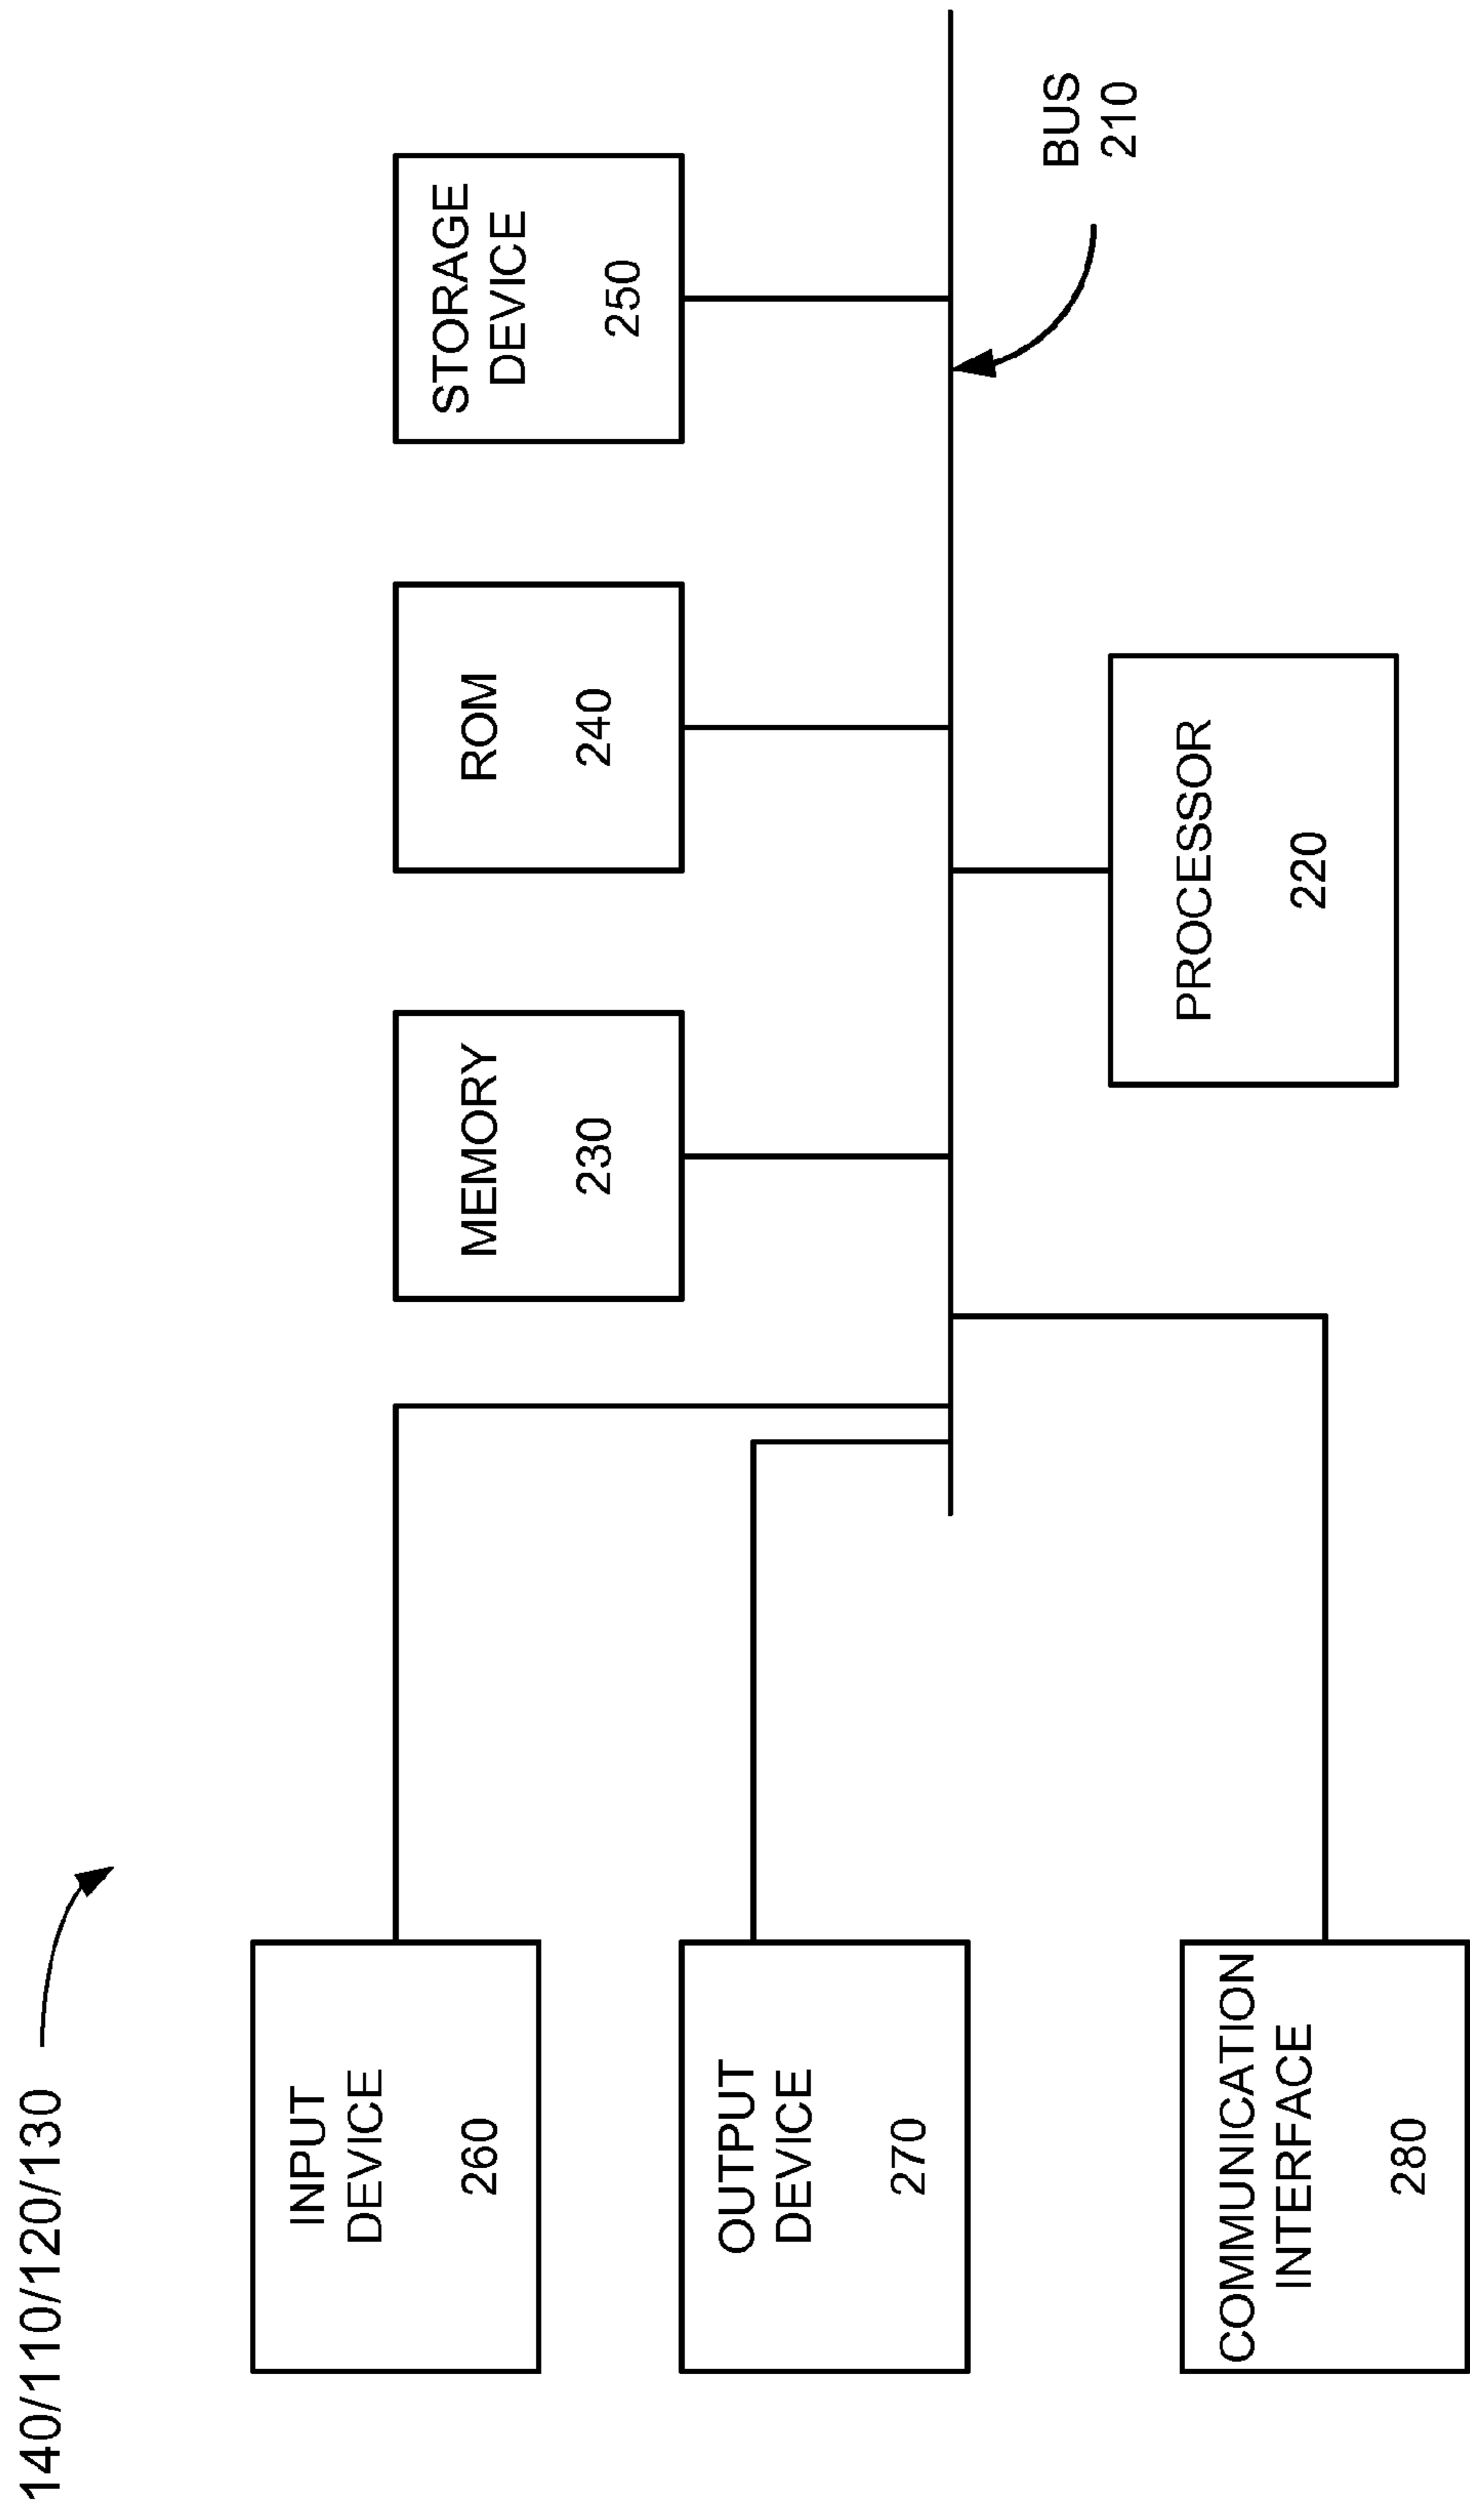 140/110/120/130
INPUT
DEVICE
260
MEMORY
230
ROM
240
STORAGE
DEVICE
250
OUTPUT
DEVICE
270
BUS
210
PROCESSOR
220
COMMUNICATION
INTERFACE
280